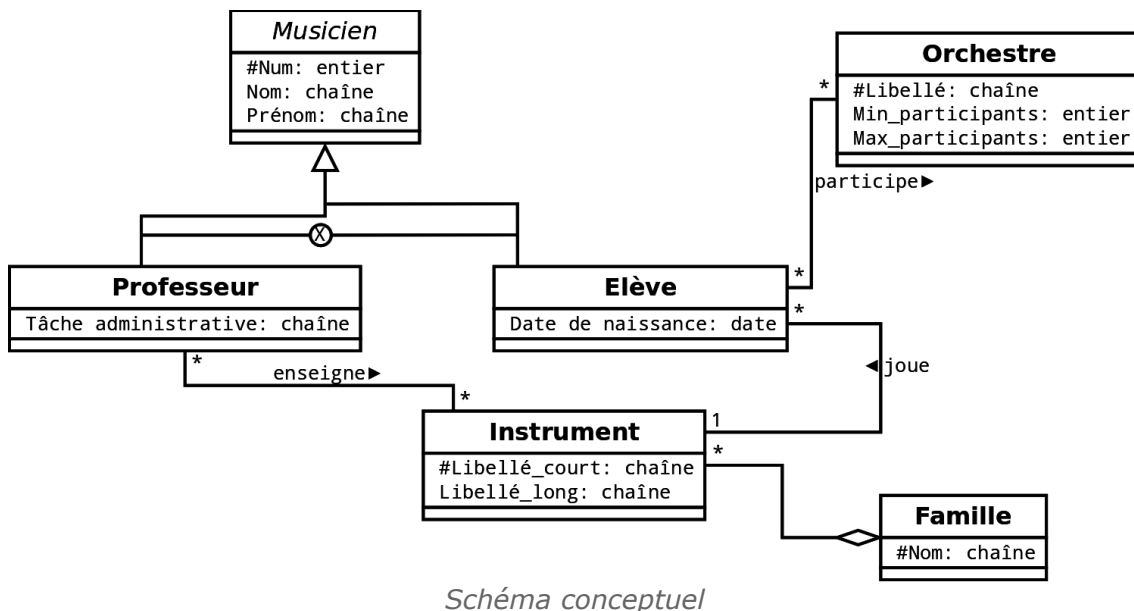 Musicien
#Num: entier
Nom: chaîne
Prénom: chaîne
Orchestre
#Libellé: chaîne
Min_participants: entier
Max_participants: entier
*
participe►
X
Professeur
Tâche administrative: chaîne
Elève
Date de naissance: date
*
*
*
enseigne►
*
◄joue
Instrument
#Libellé_court: chaîne
Libellé_long: chaîne
1
*
Famille
#Nom: chaîne
Schéma conceptuel